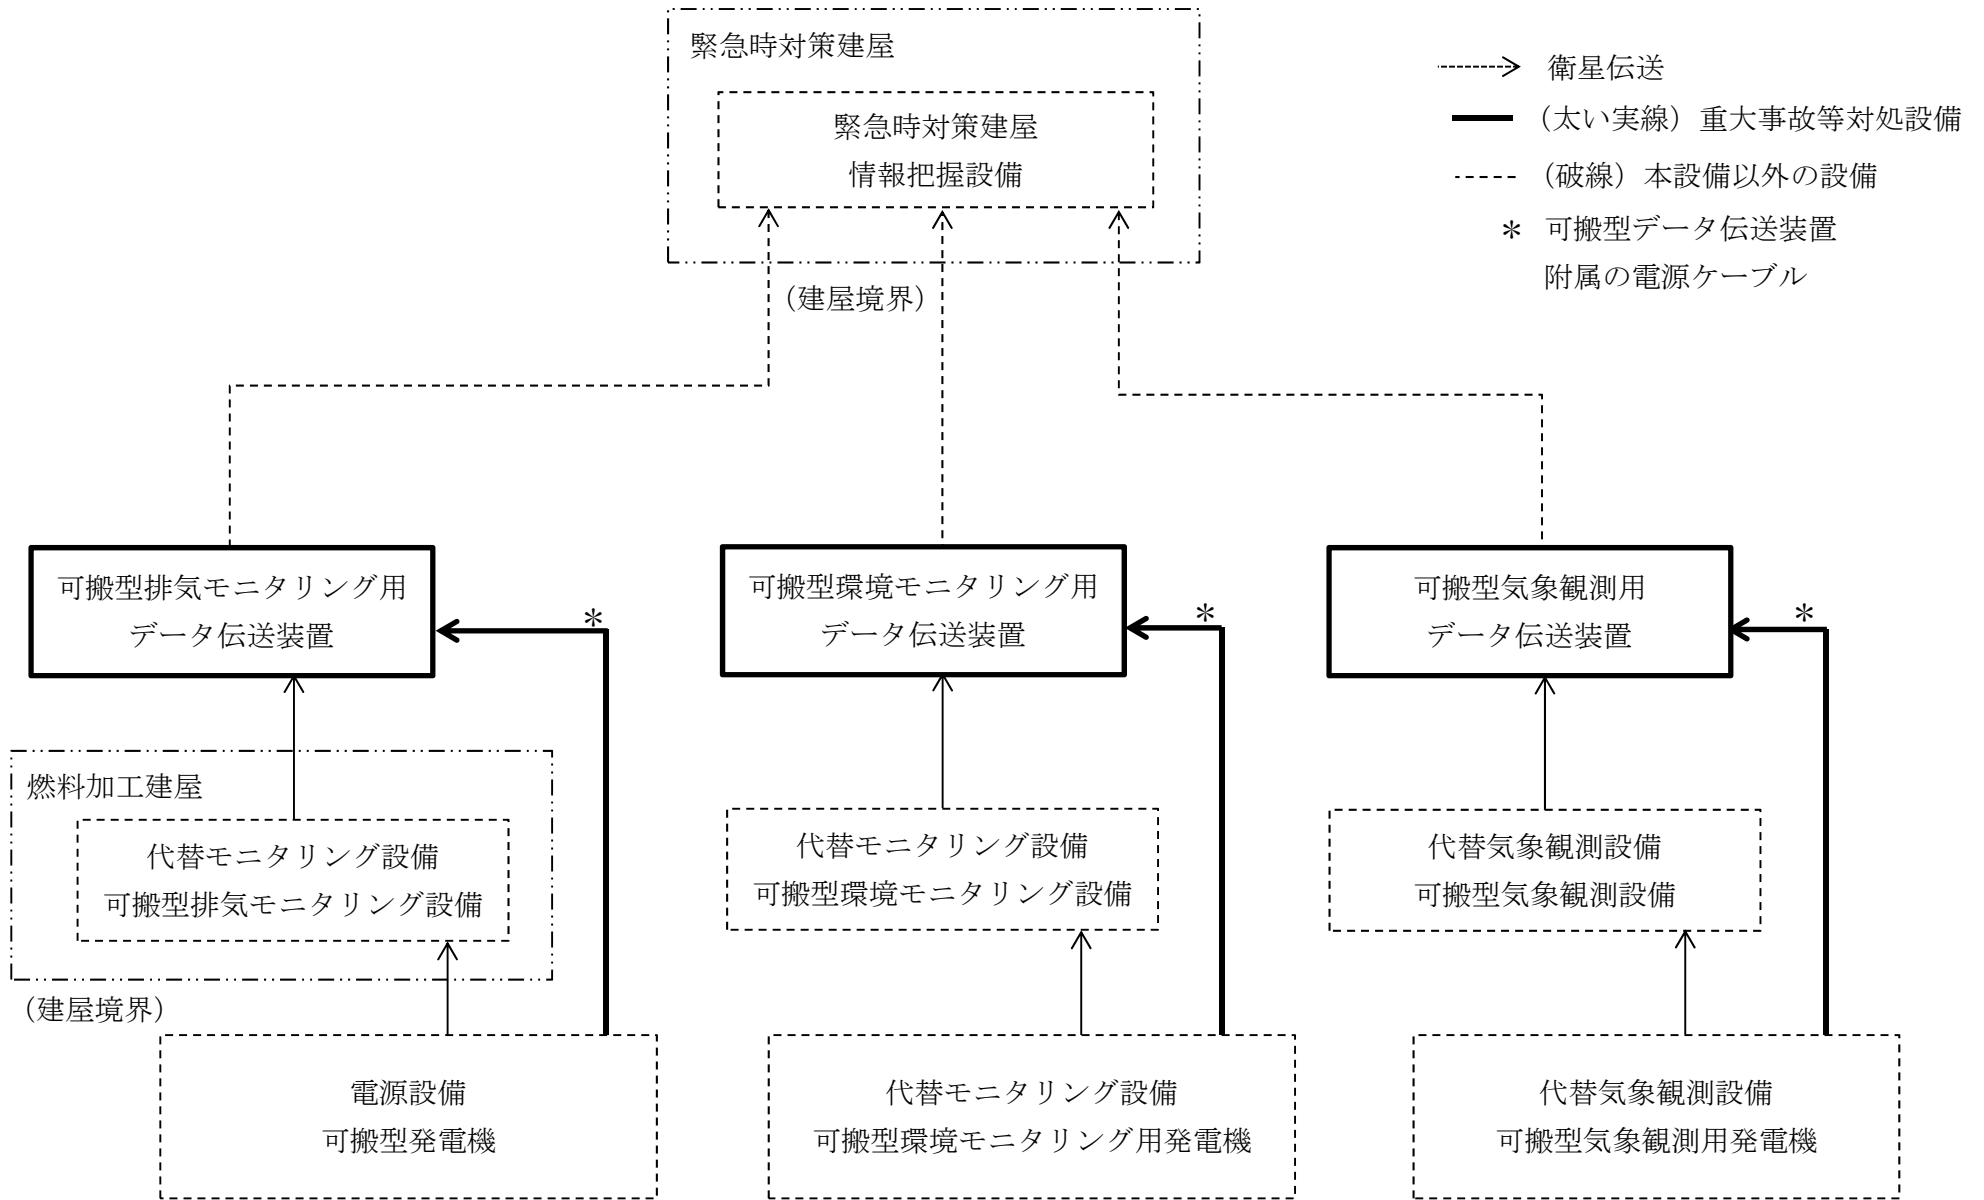 緊急時対策建屋
緊急時対策建屋
情報把握設備
(建屋境界)
衛星伝送
(太い実線) 重大事故等対処設備
(破線) 本設備以外の設備
* 可搬型データ伝送装置
附属の電源ケーブル
可搬型排気モニタリング用
データ伝送装置
*
可搬型環境モニタリング用
データ伝送装置
*
可搬型気象観測用
データ伝送装置
*
燃料加工建屋
代替モニタリング設備
可搬型排気モニタリング設備
(建屋境界)
代替モニタリング設備
可搬型環境モニタリング設備
代替気象観測設備
可搬型気象観測設備
電源設備
可搬型発電機
代替モニタリング設備
可搬型環境モニタリング用発電機
代替気象観測設備
可搬型気象観測用発電機